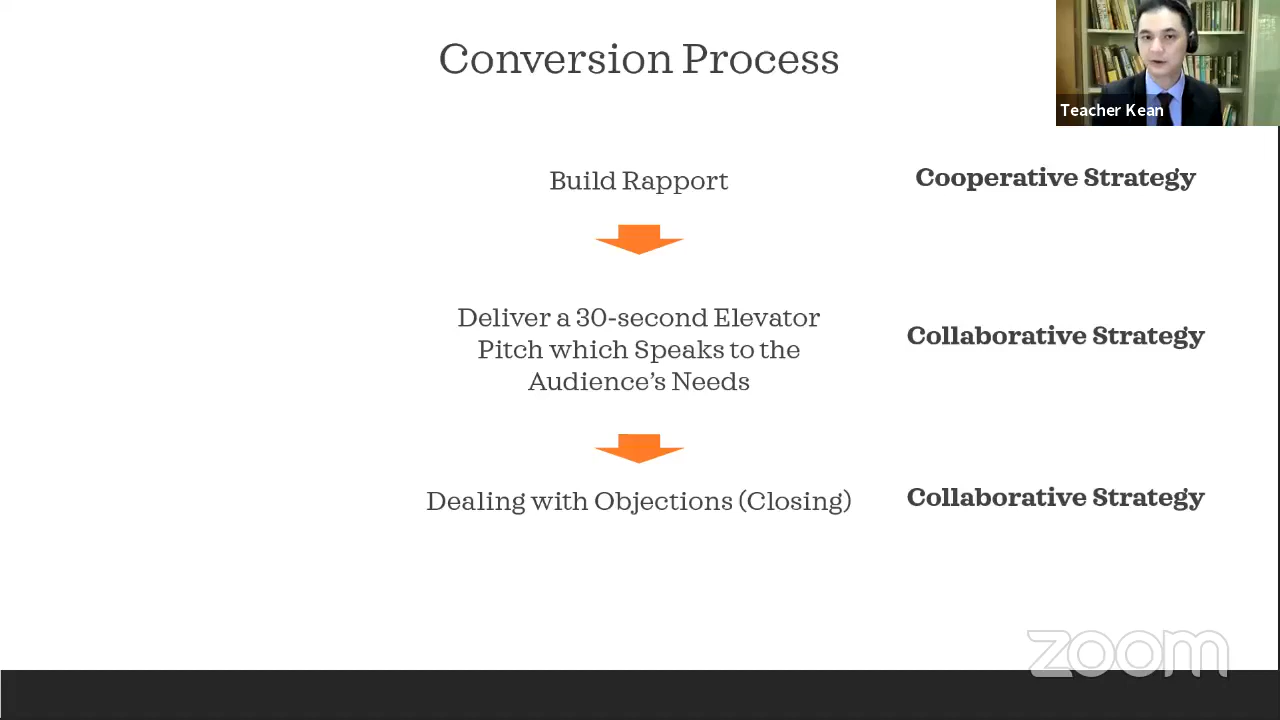 Conversion Process
Teacher Kean
Build Rapport
Cooperative Strategy
Deliver a 30-second Elevator
Pitch which Speaks to the
Audience’s Needs
Collaborative Strategy
Dealing with Objections (Closing)
Collaborative Strategy
zoom